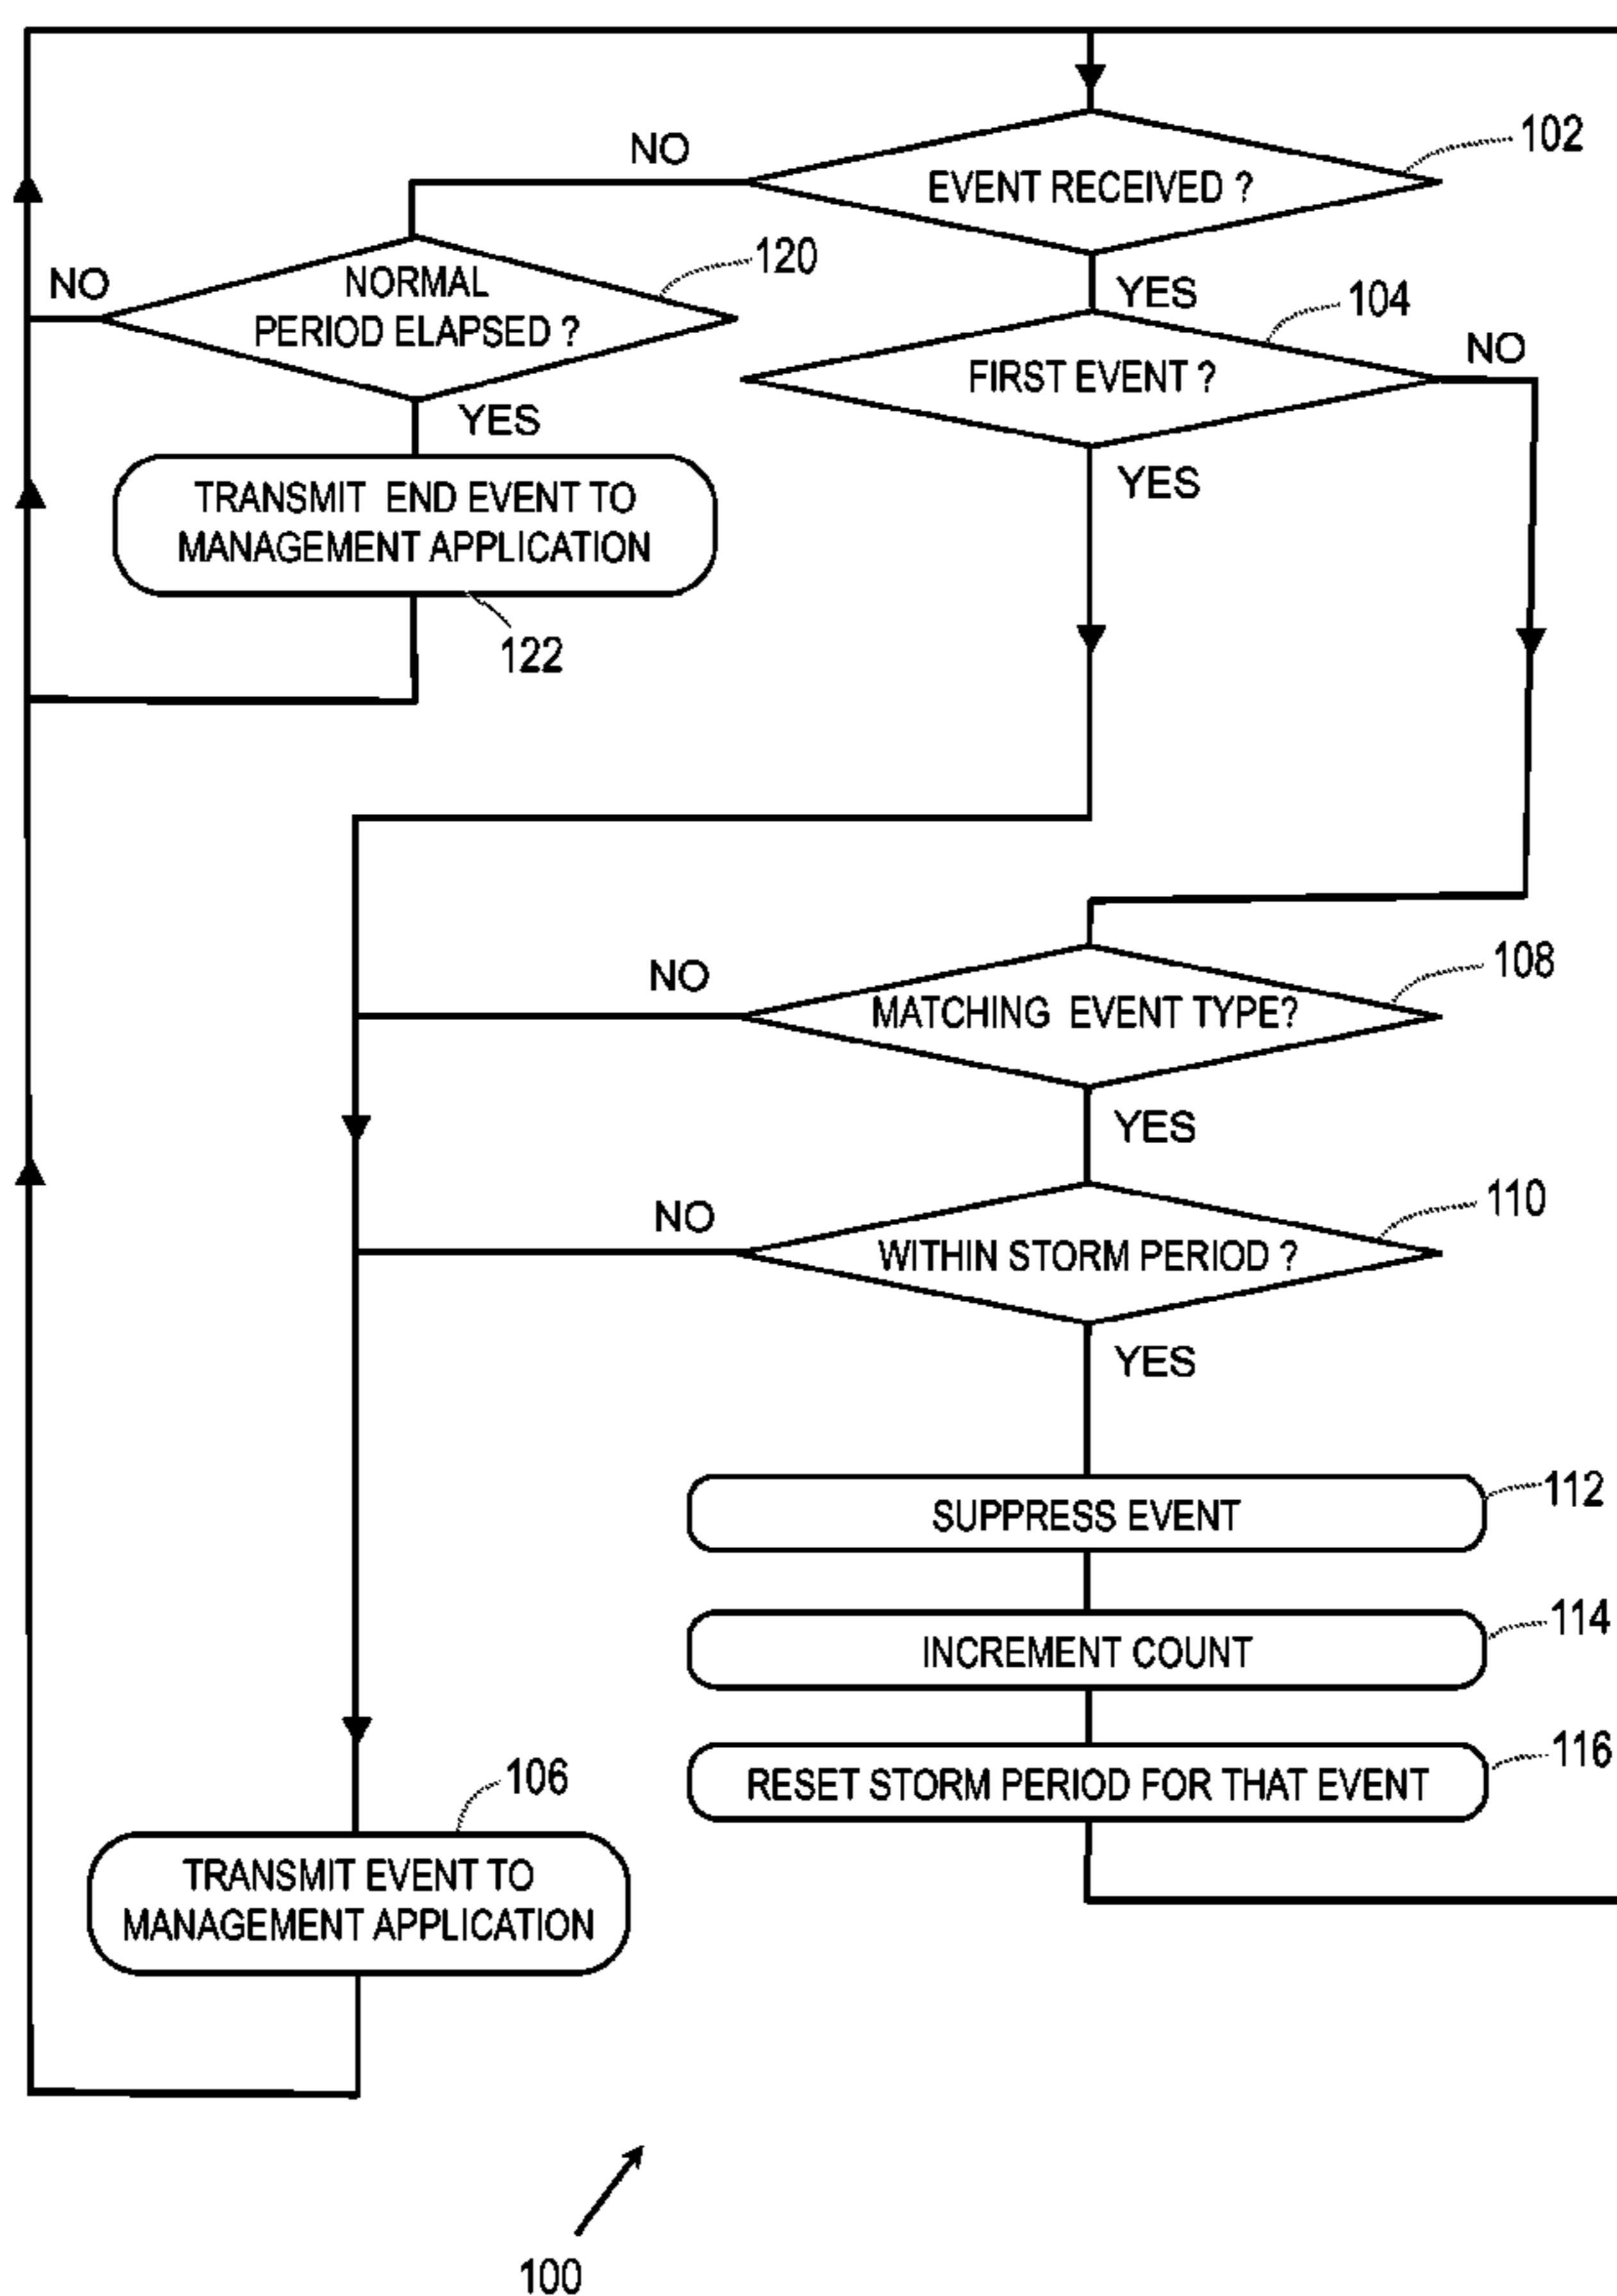 NO
EVENT RECEIVED ?
102
NO
NORMAL
PERIOD ELAPSED ?
120
YES
104
FIRST EVENT ?
NO
YES
YES
TRANSMIT END EVENT TO
MANAGEMENT APPLICATION
122
NO
MATCHING EVENT TYPE?
108
YES
NO
WITHIN STORM PERIOD ?
110
YES
SUPPRESS EVENT
112
INCREMENT COUNT
114
RESET STORM PERIOD FOR THAT EVENT
116
106
TRANSMIT EVENT TO
MANAGEMENT APPLICATION
100